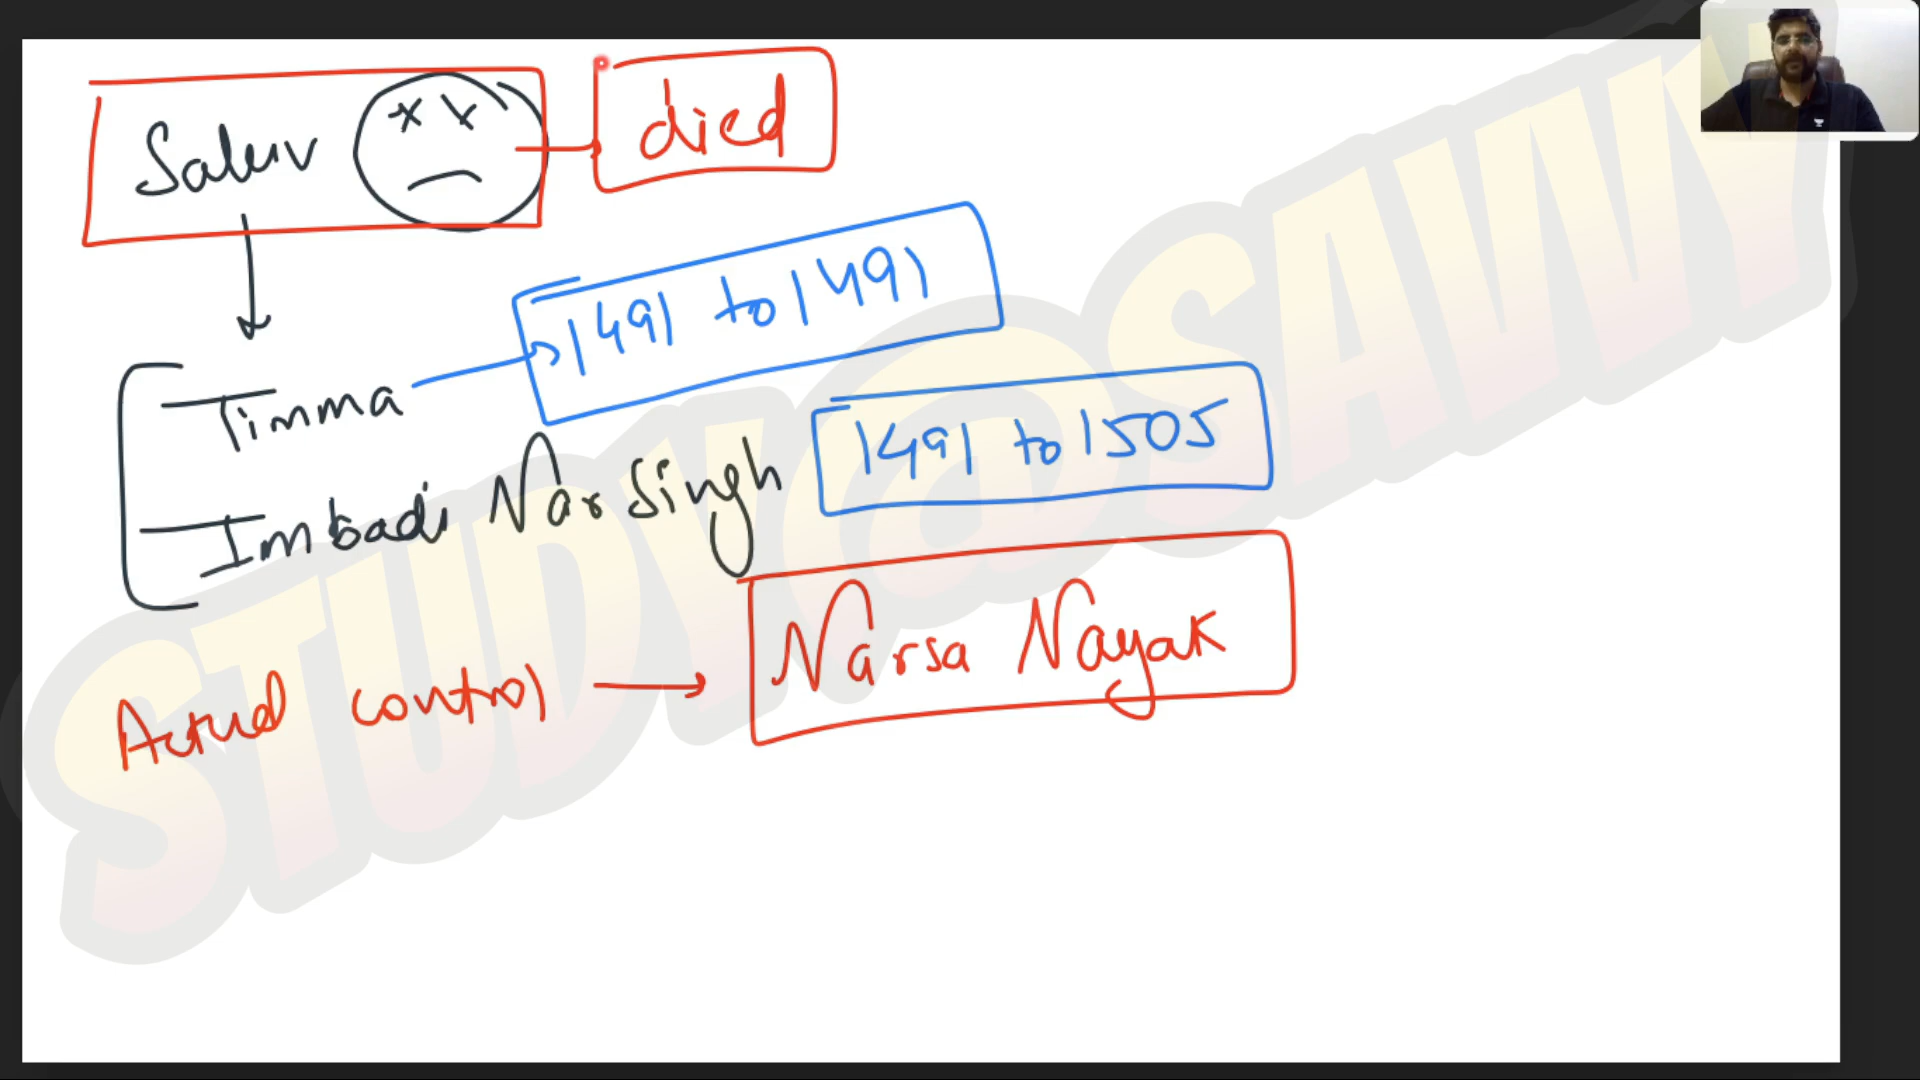 Saluv
died
Timma
1491 to 1491
Imbadi Narsingh
1491 to 1505
Actual control → Narsa Nayak
STUDY@SAVVY